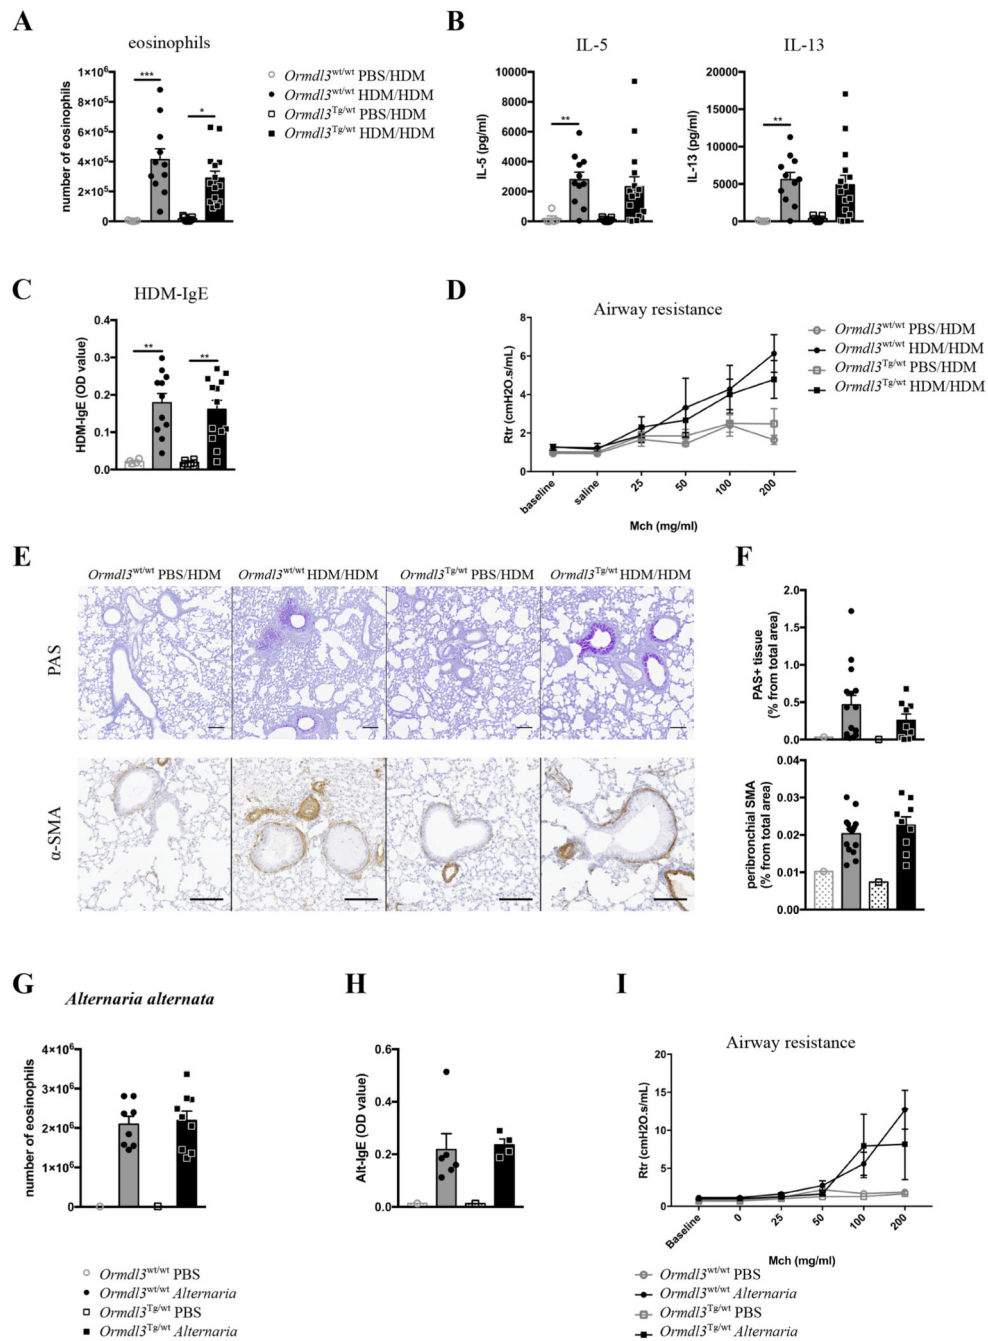 A
eosinophils
number of eosinophils
1×10⁶
8×10⁵
6×10⁵
4×10⁵
2×10⁵
0
***
*
Ormdl3wt/wt PBS/HDM
Ormdl3wt/wt HDM/HDM
Ormdl3Tg/wt PBS/HDM
Ormdl3Tg/wt HDM/HDM
B
IL-5
IL-5 (pg/ml)
10000
8000
6000
4000
2000
0
**
IL-13
IL-13 (pg/ml)
20000
15000
10000
5000
0
**
C
HDM-IgE
HDM-IgE (OD value)
0.4
0.3
0.2
0.1
0.0
**
**
D
Airway resistance
Rtr (cmH2O.s/mL)
8
6
4
2
0
baseline
saline
25
50
100
200
Mch (mg/ml)
Ormdl3wt/wt PBS/HDM
Ormdl3wt/wt HDM/HDM
Ormdl3Tg/wt PBS/HDM
Ormdl3Tg/wt HDM/HDM
E
Ormdl3wt/wt PBS/HDM
Ormdl3wt/wt HDM/HDM
Ormdl3Tg/wt PBS/HDM
Ormdl3Tg/wt HDM/HDM
PAS
α-SMA
F
PAS+ tissue
(% from total area)
2.0
1.5
1.0
0.5
0.0
peribronchial SMA
(% from total area)
0.04
0.03
0.02
0.01
0.00
G
Alternaria alternata
number of eosinophils
4×10⁶
3×10⁶
2×10⁶
1×10⁶
0
Ormdl3wt/wt PBS
Ormdl3wt/wt Alternaria
Ormdl3Tg/wt PBS
Ormdl3Tg/wt Alternaria
H
Alt-IgE (OD value)
0.6
0.4
0.2
0.0
I
Airway resistance
Rtr (cmH2O.s/mL)
20
15
10
5
0
Baseline
0
25
50
100
200
Mch (mg/ml)
Ormdl3wt/wt PBS
Ormdl3wt/wt Alternaria
Ormdl3Tg/wt PBS
Ormdl3Tg/wt Alternaria